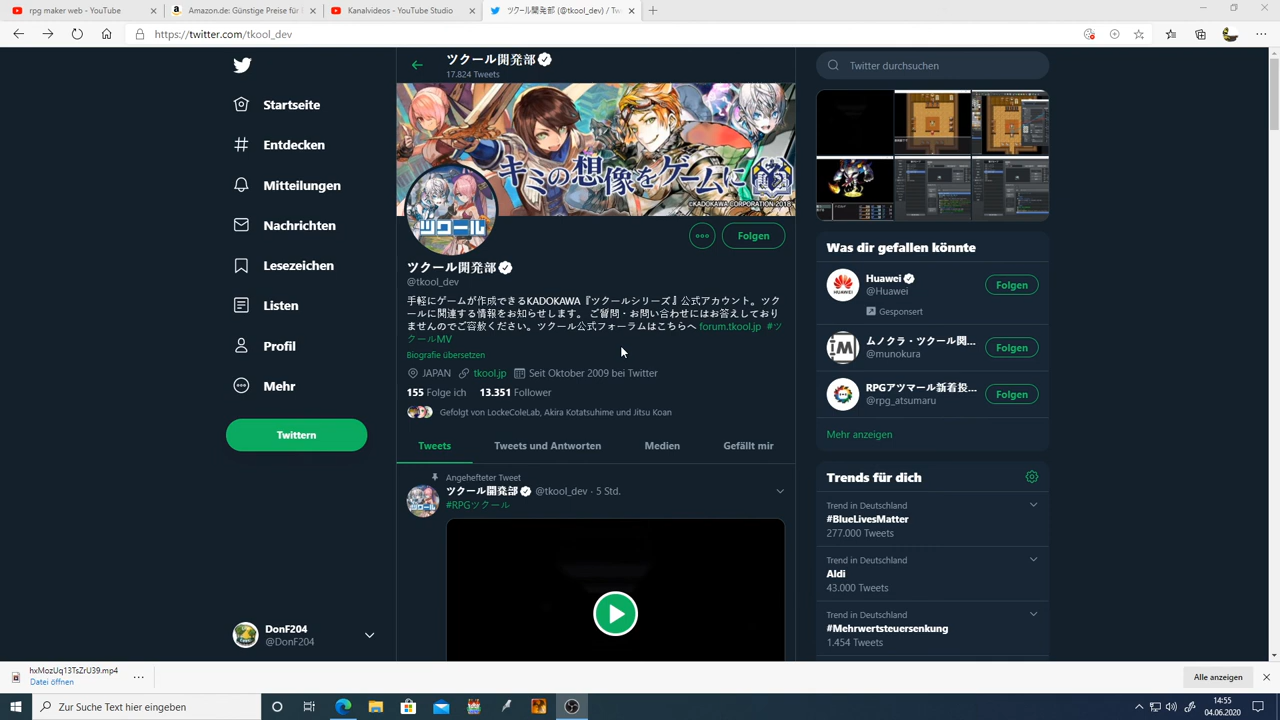 rpg maker web - YouTube
Amazon.de: Günstige Preise für
Kanalvideos - YouTube Studio
ツクール開発部 (@tkool_dev) / Tw
https://twitter.com/tkool_dev
ツクール開発部
17.824 Tweets
Twitter durchsuchen
Startseite
Entdecken
Mitteilungen
Nachrichten
Lesezeichen
Listen
Profil
Mehr
Twittern
キミの想像をゲームに
©KADOKAWA CORPORATION 2018
ツクール
Folgen
ツクール開発部
@tkool_dev
手軽にゲームが作成できるKADOKAWA『ツクールシリーズ』公式アカウント。ツク
ールに関連する情報をお知らせします。 ご質問・お問い合わせにはお答えしており
ませんのでご容赦ください。ツクール公式フォーラムはこちらへ forum.tkool.jp #ツ
クールMV
Biografie übersetzen
JAPAN tkool.jp Seit Oktober 2009 bei Twitter
155 Folge ich 13.351 Follower
Gefolgt von LockeColeLab, Akira Kotatsuhime und Jitsu Koan
Tweets Tweets und Antworten Medien Gefällt mir
Angehefteter Tweet
ツクール開発部 @tkool_dev · 5 Std.
#RPGツクール
Was dir gefallen könnte
Huawei
@Huawei
Folgen
Gesponsert
ムノクラ・ツクール関...
@munokura
Folgen
RPGアツマール新着投...
@rpg_atsumaru
Folgen
Mehr anzeigen
Trends für dich
Trend in Deutschland
#BlueLivesMatter
277.000 Tweets
Trend in Deutschland
Aldi
43.000 Tweets
Trend in Deutschland
#Mehrwertsteuersenkung
1.454 Tweets
DonF204
@DonF204
hxMozUq13TsZrU39.mp4
Datei öffnen
Alle anzeigen
Zur Suche Text hier eingeben
14:55
04.06.2020